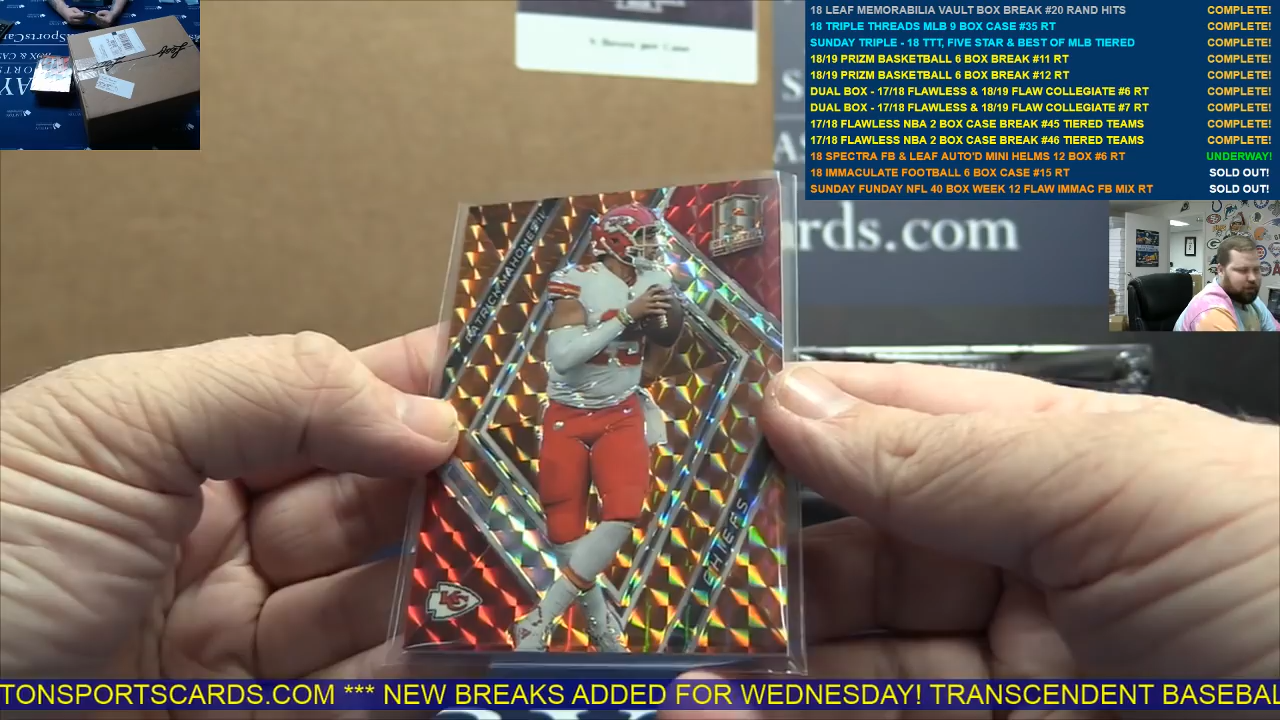 18 LEAF MEMORABILIA VAULT BOX BREAK #20 RAND HITS COMPLETE!
18 TRIPLE THREADS MLB 9 BOX CASE #35 RT COMPLETE!
SUNDAY TRIPLE - 18 TTT, FIVE STAR & BEST OF MLB TIERED COMPLETE!
18/19 PRIZM BASKETBALL 6 BOX BREAK #11 RT COMPLETE!
18/19 PRIZM BASKETBALL 6 BOX BREAK #12 RT COMPLETE!
DUAL BOX - 17/18 FLAWLESS & 18/19 FLAW COLLEGIATE #6 RT COMPLETE!
DUAL BOX - 17/18 FLAWLESS & 18/19 FLAW COLLEGIATE #7 RT COMPLETE!
17/18 FLAWLESS NBA 2 BOX CASE BREAK #45 TIERED TEAMS COMPLETE!
17/18 FLAWLESS NBA 2 BOX CASE BREAK #46 TIERED TEAMS COMPLETE!
18 SPECTRA FB & LEAF AUTO'D MINI HELMS 12 BOX #6 RT UNDERWAY!
18 IMMACULATE FOOTBALL 6 BOX CASE #15 RT SOLD OUT!
SUNDAY FUNDAY NFL 40 BOX WEEK 12 FLAW IMMAC FB MIX RT SOLD OUT!
rds.com
PATRICK MAHOMES II
CHIEFS
KC
TONSPORTSCARDS.COM *** NEW BREAKS ADDED FOR WEDNESDAY! TRANSCENDENT BASEBAL